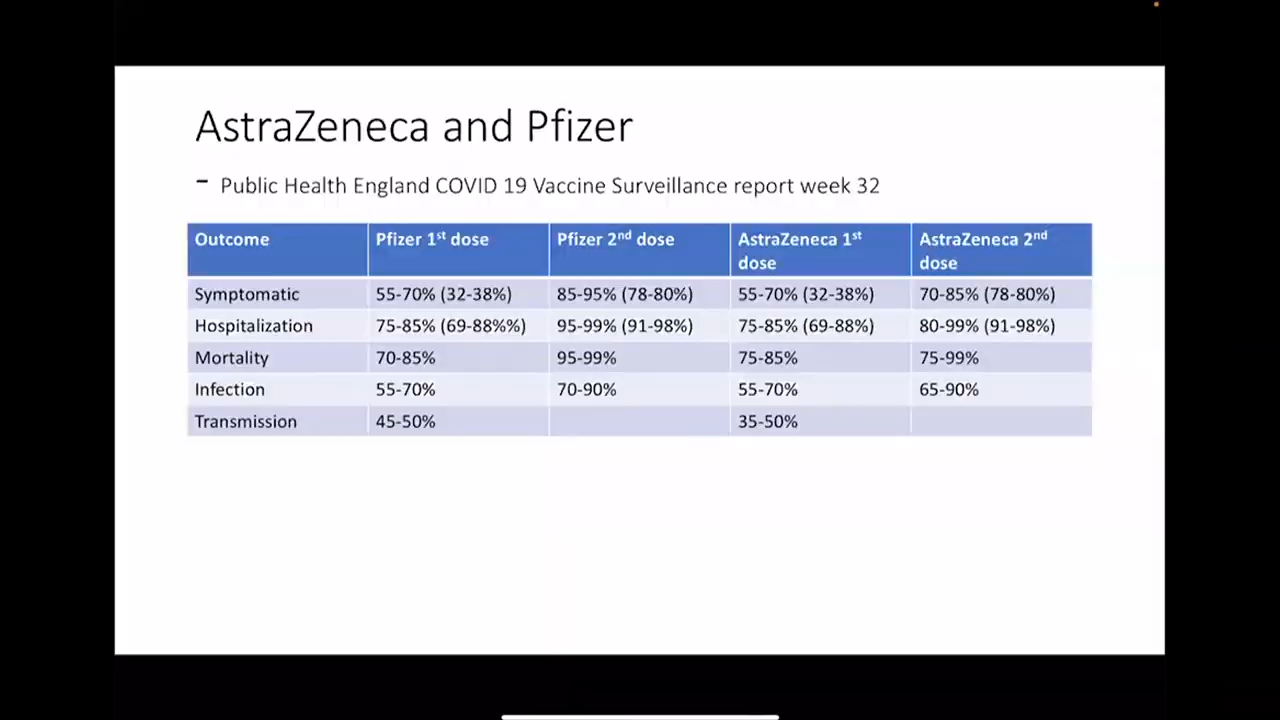 AstraZeneca and Pfizer
- Public Health England COVID 19 Vaccine Surveillance report week 32
Outcome Pfizer 1st dose Pfizer 2nd dose AstraZeneca 1st dose AstraZeneca 2nd dose
Symptomatic 55-70% (32-38%) 85-95% (78-80%) 55-70% (32-38%) 70-85% (78-80%)
Hospitalization 75-85% (69-88%%) 95-99% (91-98%) 75-85% (69-88%) 80-99% (91-98%)
Mortality 70-85% 95-99% 75-85% 75-99%
Infection 55-70% 70-90% 55-70% 65-90%
Transmission 45-50% 35-50%